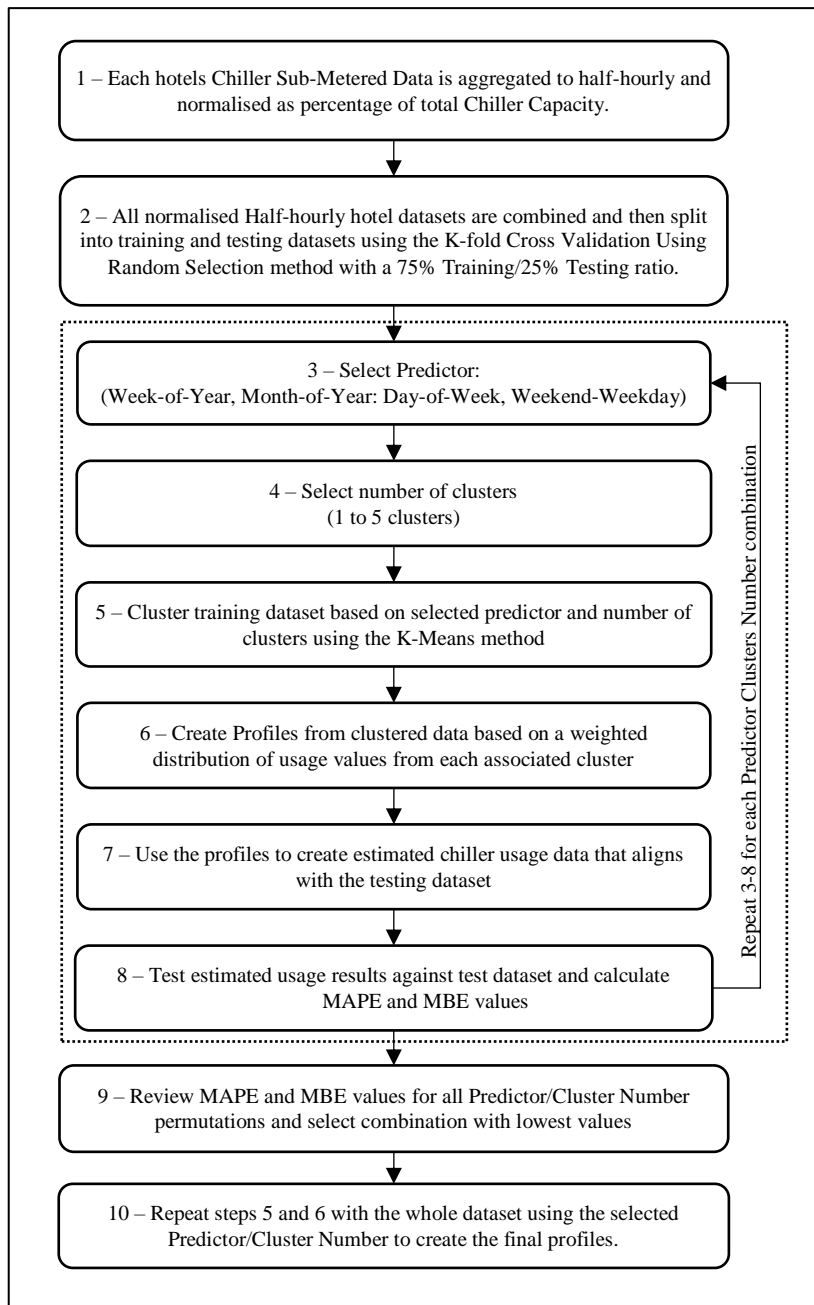 1 – Each hotels Chiller Sub-Metered Data is aggregated to half-hourly and
normalised as percentage of total Chiller Capacity.
2 – All normalised Half-hourly hotel datasets are combined and then split
into training and testing datasets using the K-fold Cross Validation Using
Random Selection method with a 75% Training/25% Testing ratio.
3 – Select Predictor:
(Week-of-Year, Month-of-Year: Day-of-Week, Weekend-Weekday)
4 – Select number of clusters
(1 to 5 clusters)
5 – Cluster training dataset based on selected predictor and number of
clusters using the K-Means method
6 – Create Profiles from clustered data based on a weighted
distribution of usage values from each associated cluster
7 – Use the profiles to create estimated chiller usage data that aligns
with the testing dataset
8 – Test estimated usage results against test dataset and calculate
MAPE and MBE values
Repeat 3-8 for each Predictor Clusters Number combination
9 – Review MAPE and MBE values for all Predictor/Cluster Number
permutations and select combination with lowest values
10 – Repeat steps 5 and 6 with the whole dataset using the selected
Predictor/Cluster Number to create the final profiles.